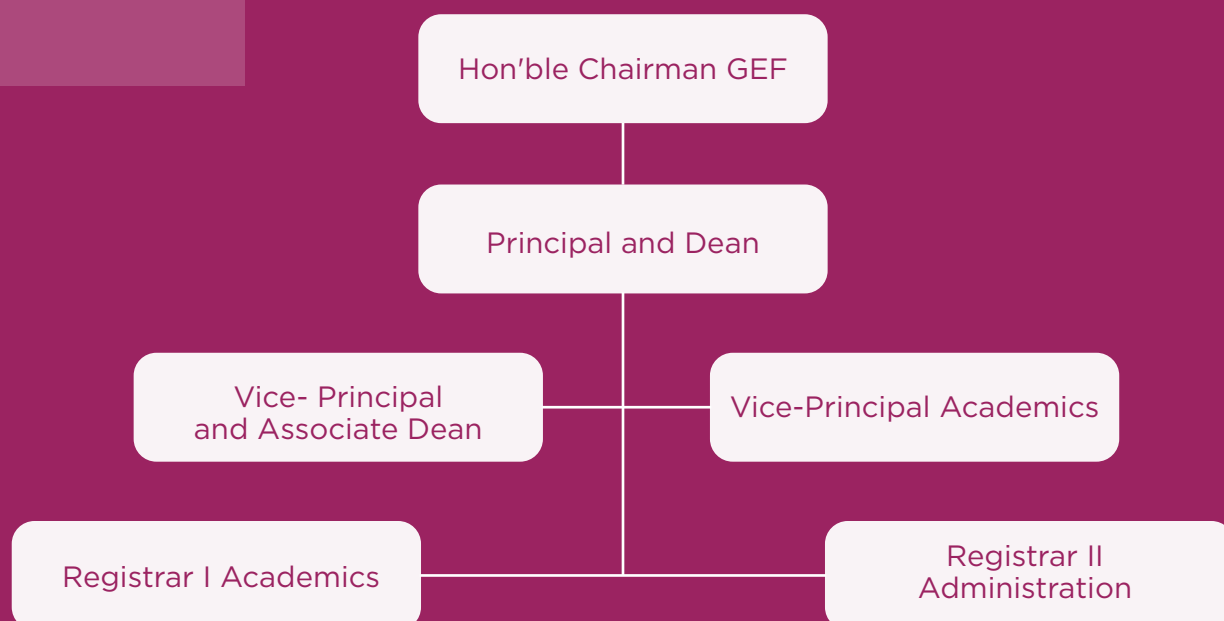 Hon'ble Chairman GEF
Principal and Dean
Vice- Principal
and Associate Dean
Vice-Principal Academics
Registrar I Academics
Registrar II
Administration